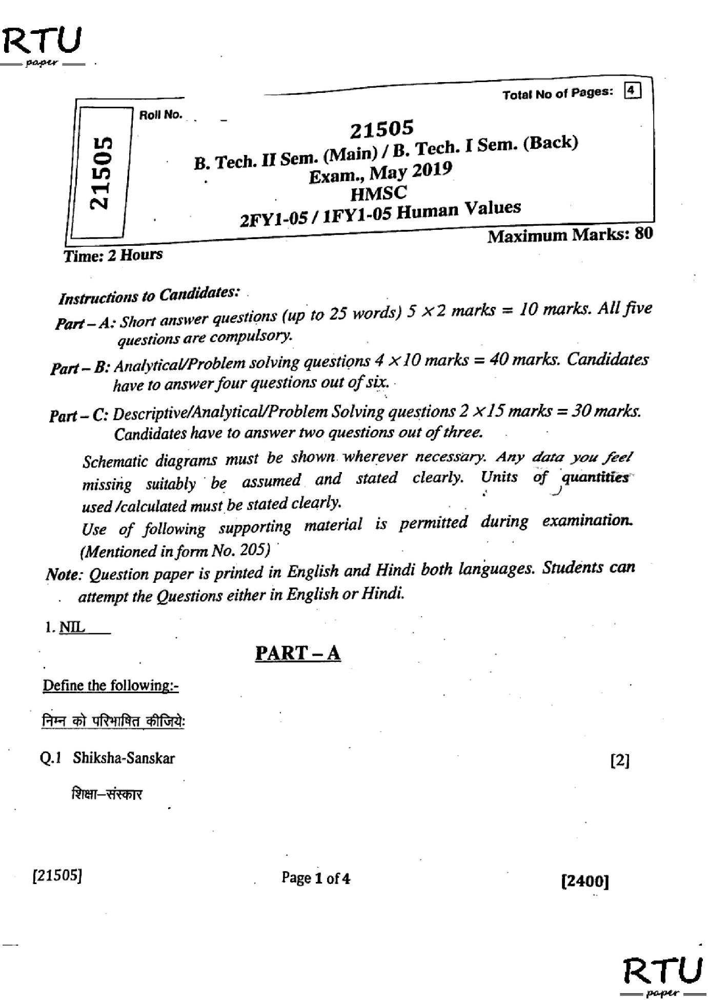 RTU
paper
Total No of Pages: 4
Roll No.
21505
21505
B. Tech. II Sem. (Main) / B. Tech. I Sem. (Back)
Exam., May 2019
HMSC
2FY1-05 / 1FY1-05 Human Values
Maximum Marks: 80
Time: 2 Hours
Instructions to Candidates:
Part – A: Short answer questions (up to 25 words) 5 ×2 marks = 10 marks. All five
questions are compulsory.
Part – B: Analytical/Problem solving questions 4 ×10 marks = 40 marks. Candidates
have to answer four questions out of six.
Part – C: Descriptive/Analytical/Problem Solving questions 2 ×15 marks = 30 marks.
Candidates have to answer two questions out of three.
Schematic diagrams must be shown wherever necessary. Any data you feel
missing suitably be assumed and stated clearly. Units of quantities
used /calculated must be stated clearly.
Use of following supporting material is permitted during examination.
(Mentioned in form No. 205)
Note: Question paper is printed in English and Hindi both languages. Students can
attempt the Questions either in English or Hindi.
1. NIL
PART – A
Define the following:-
निम्न को परिभाषित कीजिये:
Q.1 Shiksha-Sanskar [2]
शिक्षा–संस्कार
[21505] Page 1 of 4 [2400]
RTU
paper